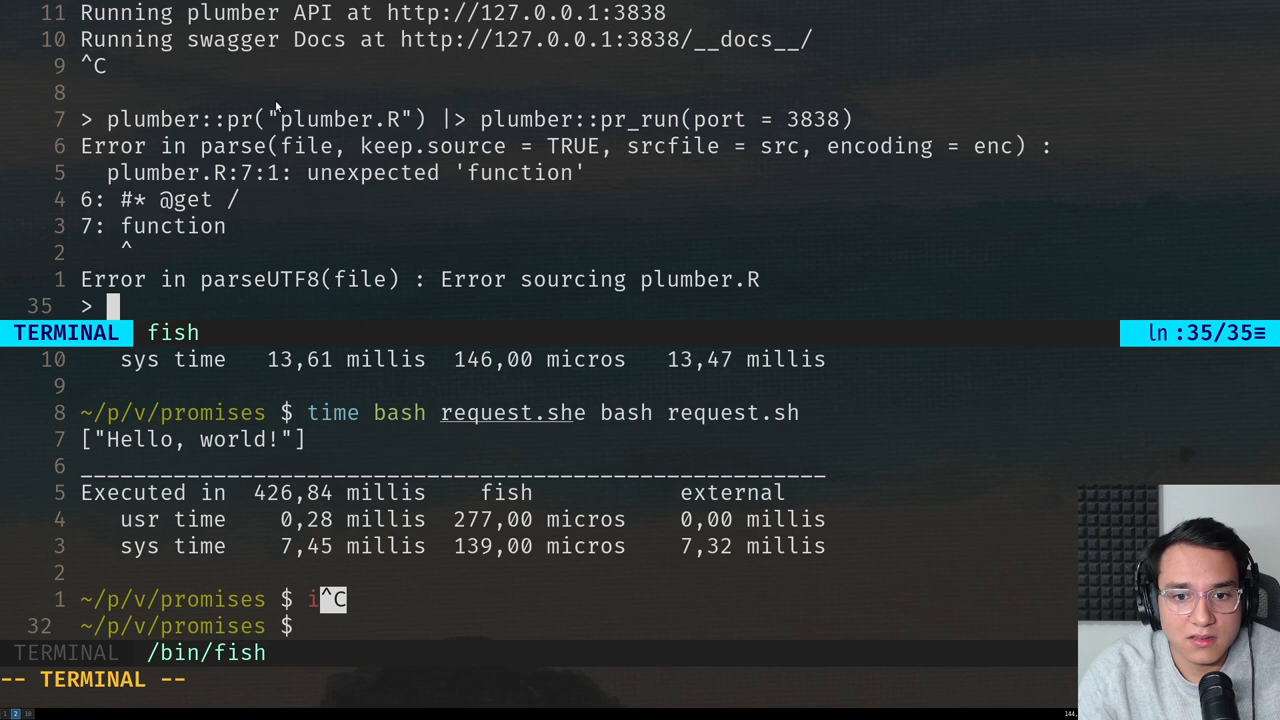 11 Running plumber API at http://127.0.0.1:3838
10 Running swagger Docs at http://127.0.0.1:3838/__docs__/
9 ^C
8
7 > plumber::pr("plumber.R") |> plumber::pr_run(port = 3838)
6 Error in parse(file, keep.source = TRUE, srcfile = src, encoding = enc) :
5 plumber.R:7:1: unexpected 'function'
4 6: #* @get /
3 7: function
2 ^
1 Error in parseUTF8(file) : Error sourcing plumber.R
35 >
TERMINAL fish ln :35/35≡
10 sys time 13,61 millis 146,00 micros 13,47 millis
9
8 ~/p/v/promises $ time bash request.she bash request.sh
7 ["Hello, world!"]
6 ________________________________________________________
5 Executed in 426,84 millis fish external
4 usr time 0,28 millis 277,00 micros 0,00 millis
3 sys time 7,45 millis 139,00 micros 7,32 millis
2
1 ~/p/v/promises $ i^C
32 ~/p/v/promises $
TERMINAL /bin/fish
-- TERMINAL --
1 2 10